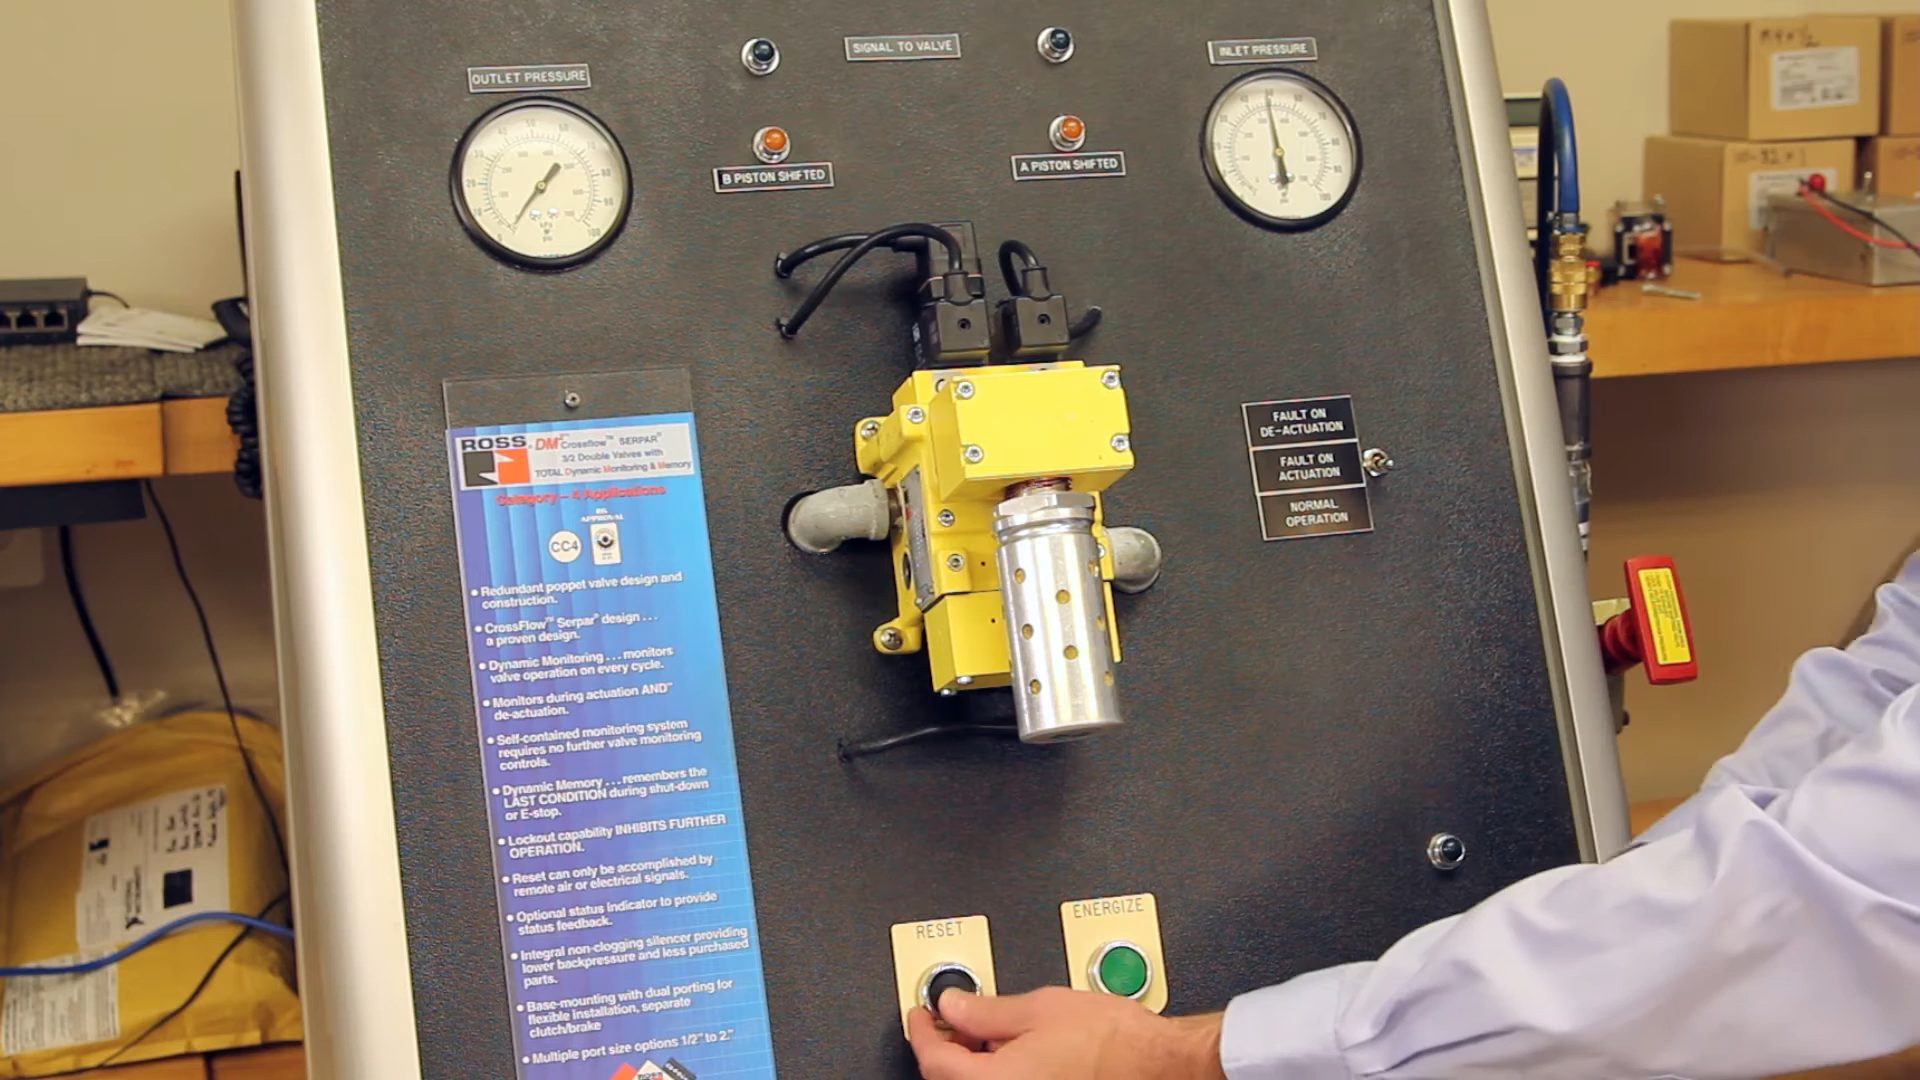 SIGNAL TO VALVE
INLET PRESSURE
OUTLET PRESSURE
B PISTON SHIFTED
A PISTON SHIFTED
FAULT ON
DE-ACTUATION
FAULT ON
ACTUATION
NORMAL
OPERATION
ROSS DM²™ Crossflow™ SERPAR®
3/2 Double Valves with
TOTAL Dynamic Monitoring & Memory
Category – 4 Applications
APPROVAL
CC4
• Redundant poppet valve design and
construction.
• CrossFlow™ Serpar® design . . .
a proven design.
• Dynamic Monitoring . . . monitors
valve operation on every cycle.
• Monitors during actuation AND"
de-actuation.
• Self-contained monitoring system
requires no further valve monitoring
controls.
• Dynamic Memory . . . remembers the
LAST CONDITION during shut-down
or E-stop.
• Lockout capability INHIBITS FURTHER
OPERATION.
• Reset can only be accomplished by
remote air or electrical signals.
• Optional status indicator to provide
status feedback.
• Integral non-clogging silencer providing
lower backpressure and less purchased
parts.
• Base-mounting with dual porting for
flexible installation, separate
clutch/brake
• Multiple port size options 1/2" to 2."
RESET
ENERGIZE